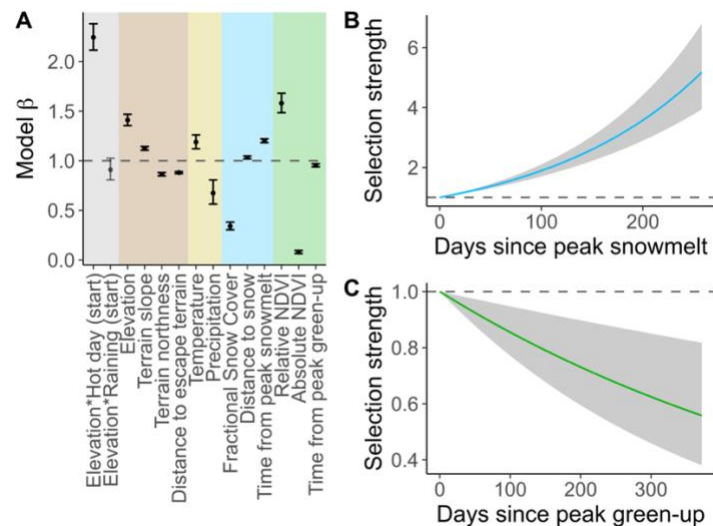 A
Model β
2.0
1.5
1.0
0.5
0.0
Elevation*Hot day (start)
Elevation*Raining (start)
Elevation
Terrain slope
Terrain northness
Distance to escape terrain
Temperature
Precipitation
Fractional Snow Cover
Distance to snow
Time from peak snowmelt
Relative NDVI
Absolute NDVI
Time from peak green-up
B
Selection strength
6
4
2
0 100 200
Days since peak snowmelt
C
Selection strength
1.0
0.8
0.6
0.4
0 100 200 300
Days since peak green-up